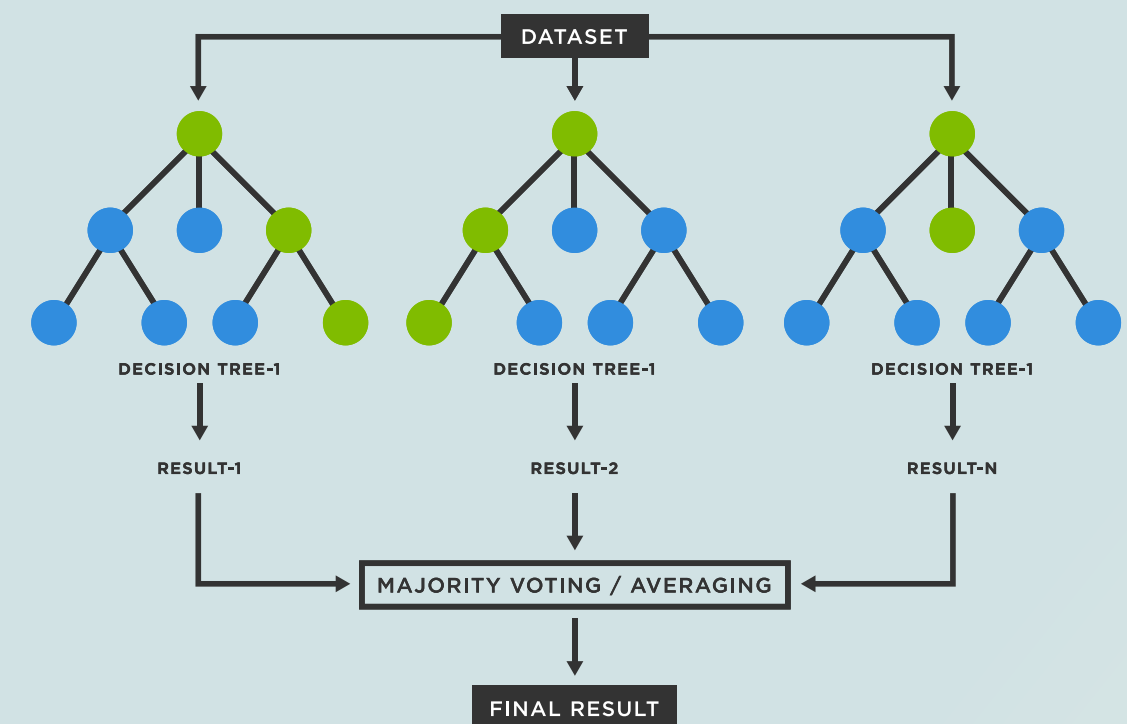 DATASET
DECISION TREE-1
DECISION TREE-1
DECISION TREE-1
RESULT-1
RESULT-2
RESULT-N
MAJORITY VOTING / AVERAGING
FINAL RESULT